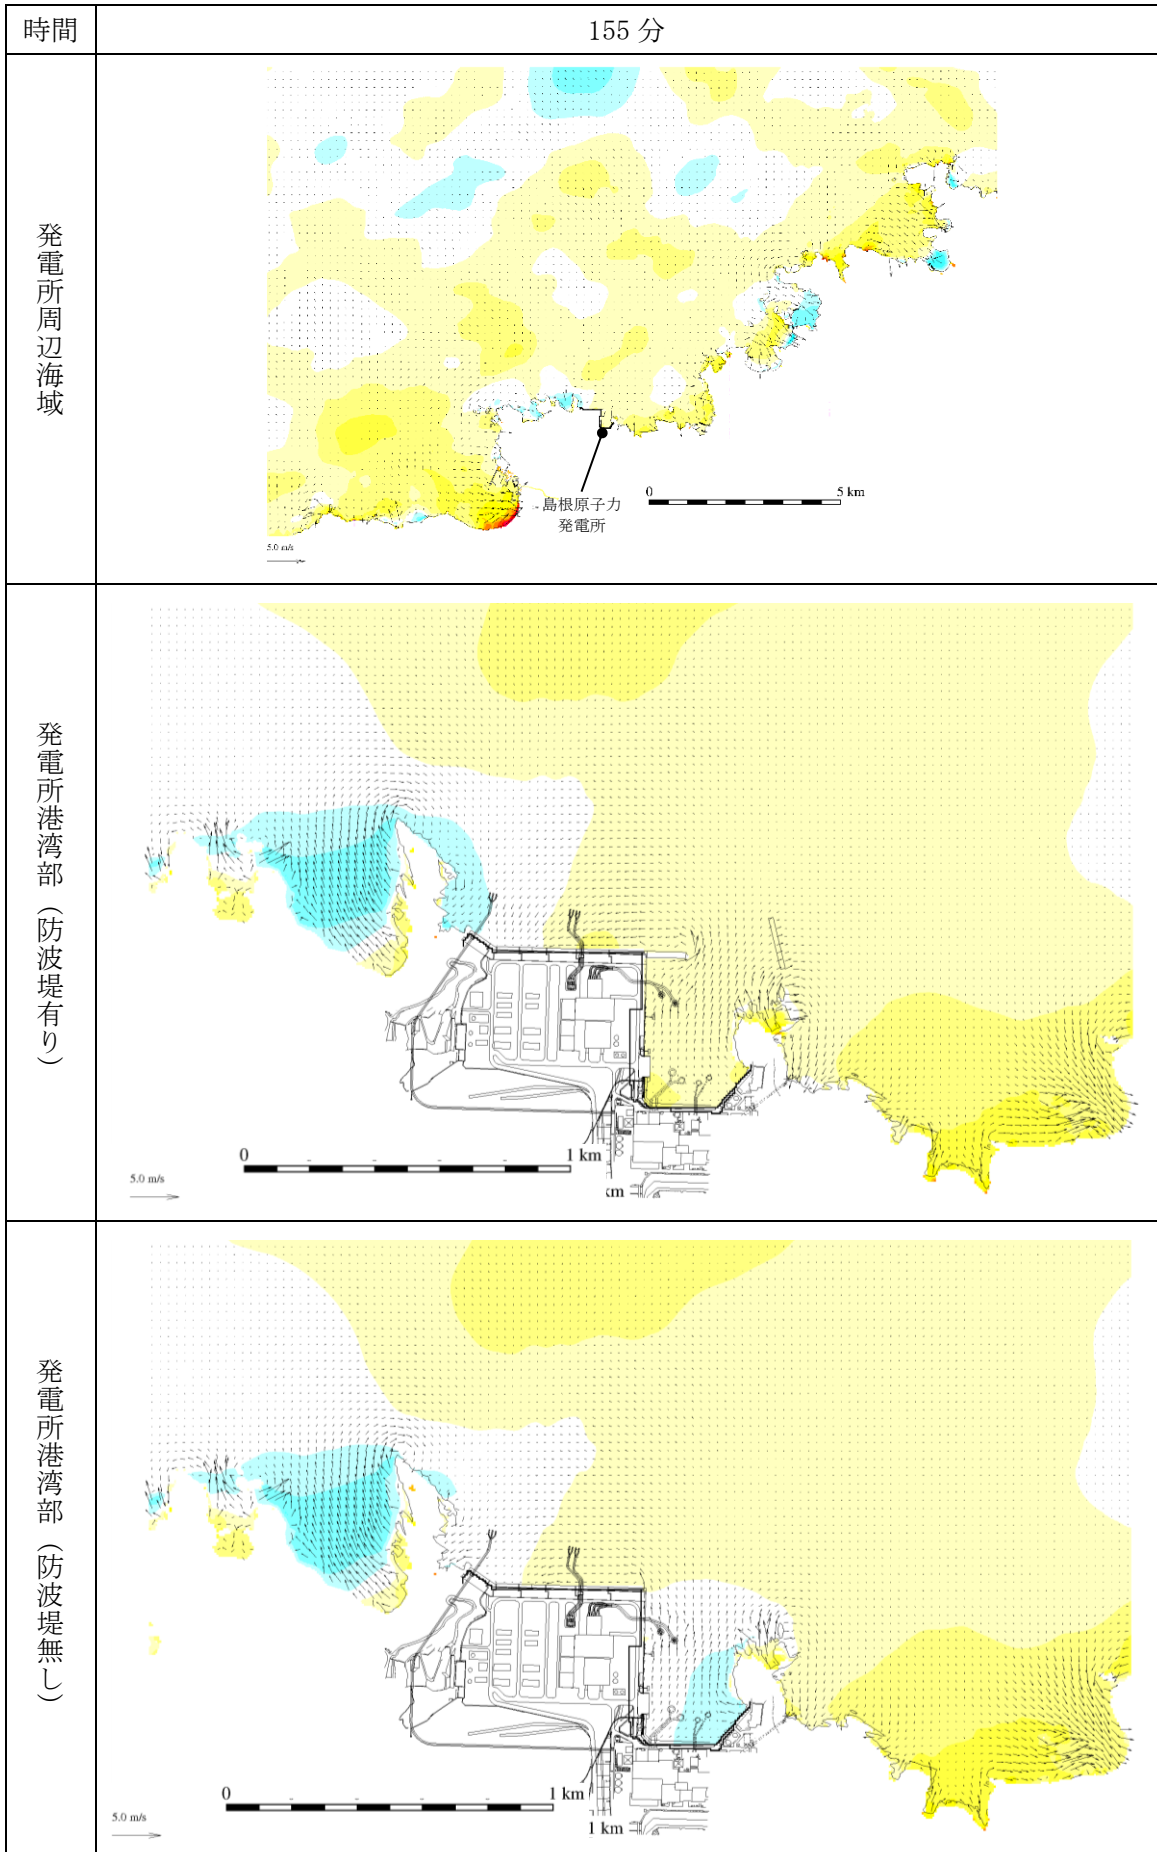 時間
155 分
発電所周辺海域
島根原子力
発電所
0
5 km
5.0 m/s
発電所港湾部（防波堤有り）
0
1 km
5.0 m/s
km
発電所港湾部（防波堤無し）
0
1 km
5.0 m/s
1 km